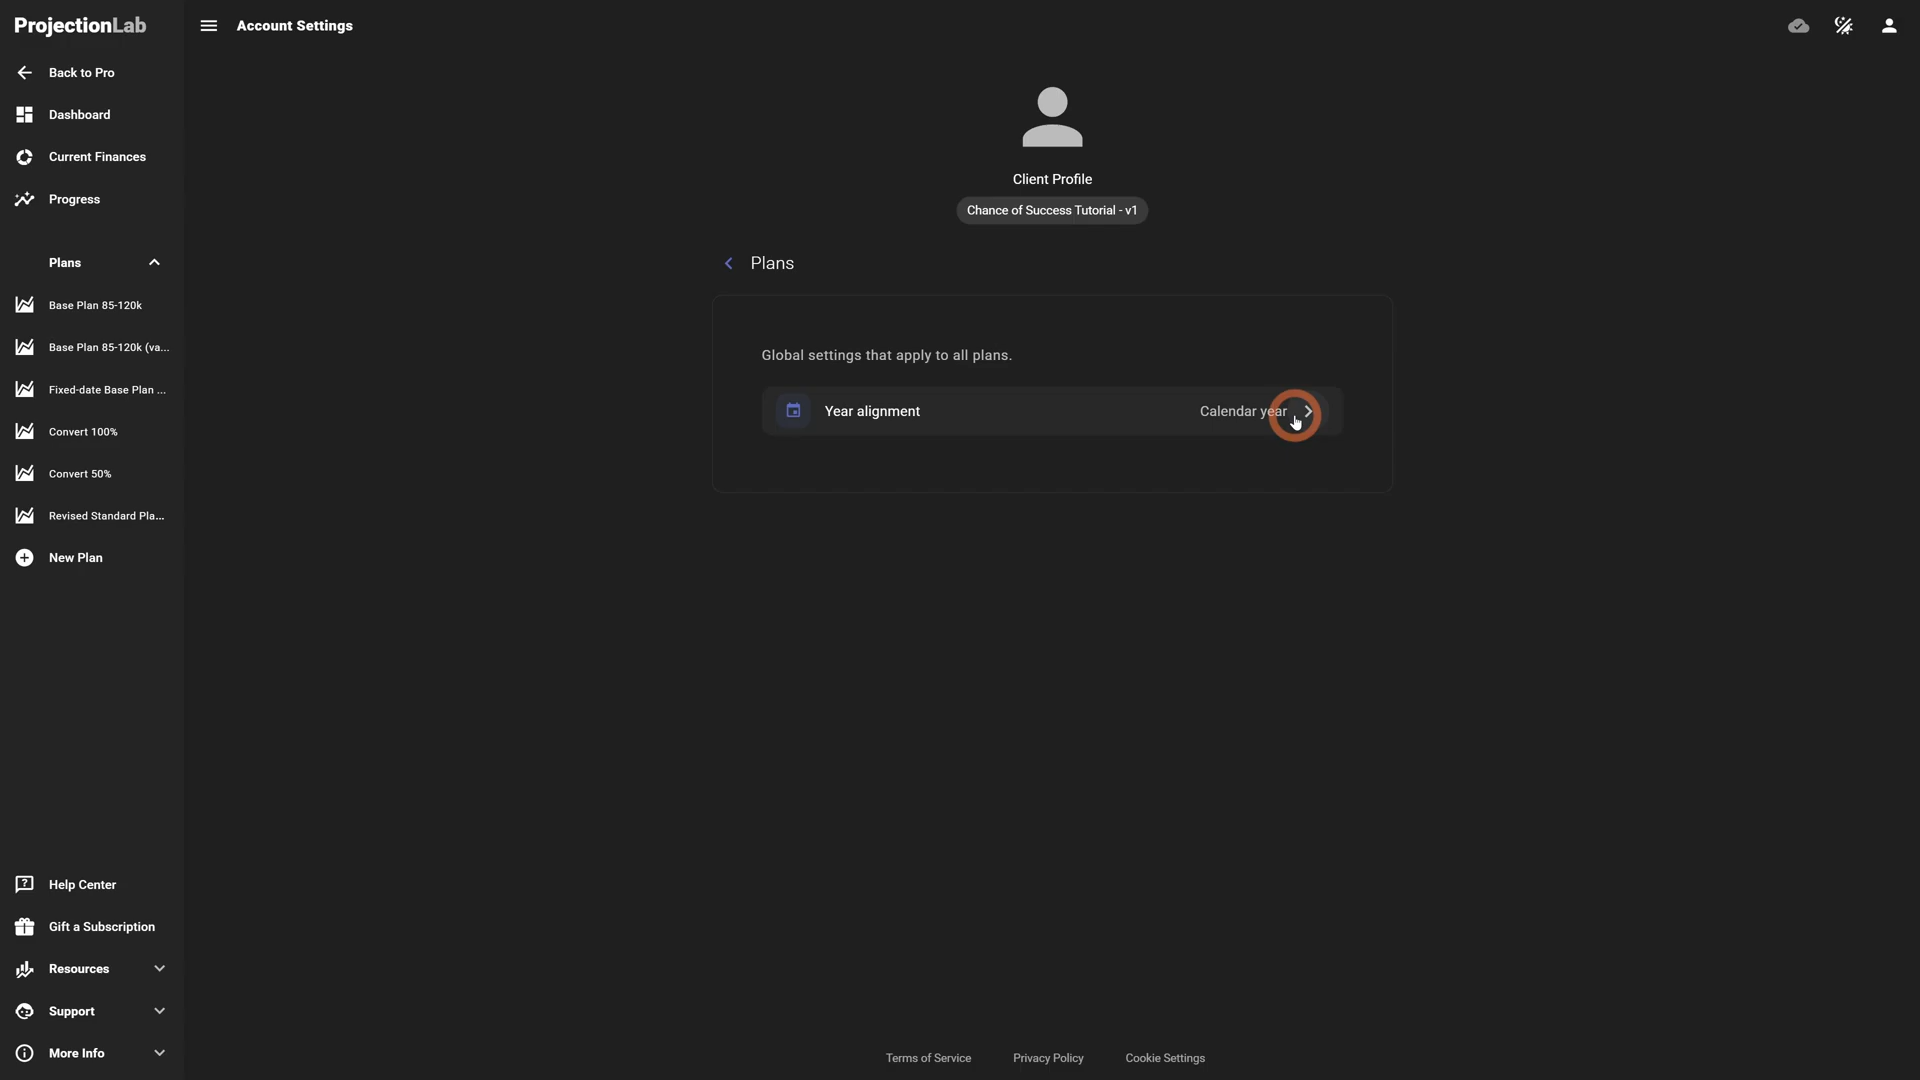 ProjectionLab
Account Settings
Back to Pro
Dashboard
Current Finances
Progress
Plans
Base Plan 85-120k
Base Plan 85-120k (va...
Fixed-date Base Plan ...
Convert 100%
Convert 50%
Revised Standard Pla...
New Plan
Help Center
Gift a Subscription
Resources
Support
More Info
Client Profile
Chance of Success Tutorial - v1
Plans
Global settings that apply to all plans.
Year alignment
Calendar year
Terms of Service
Privacy Policy
Cookie Settings